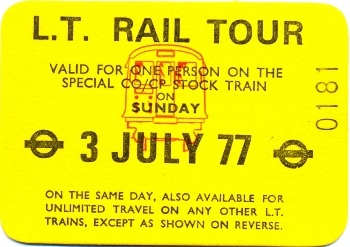 L.T. RAIL TOUR
VALID FOR ONE PERSON ON THE
SPECIAL CO/CP STOCK TRAIN
ON
SUNDAY
0181
3 JULY 77
ON THE SAME DAY, ALSO AVAILABLE FOR
UNLIMITED TRAVEL ON ANY OTHER L.T.
TRAINS, EXCEPT AS SHOWN ON REVERSE.